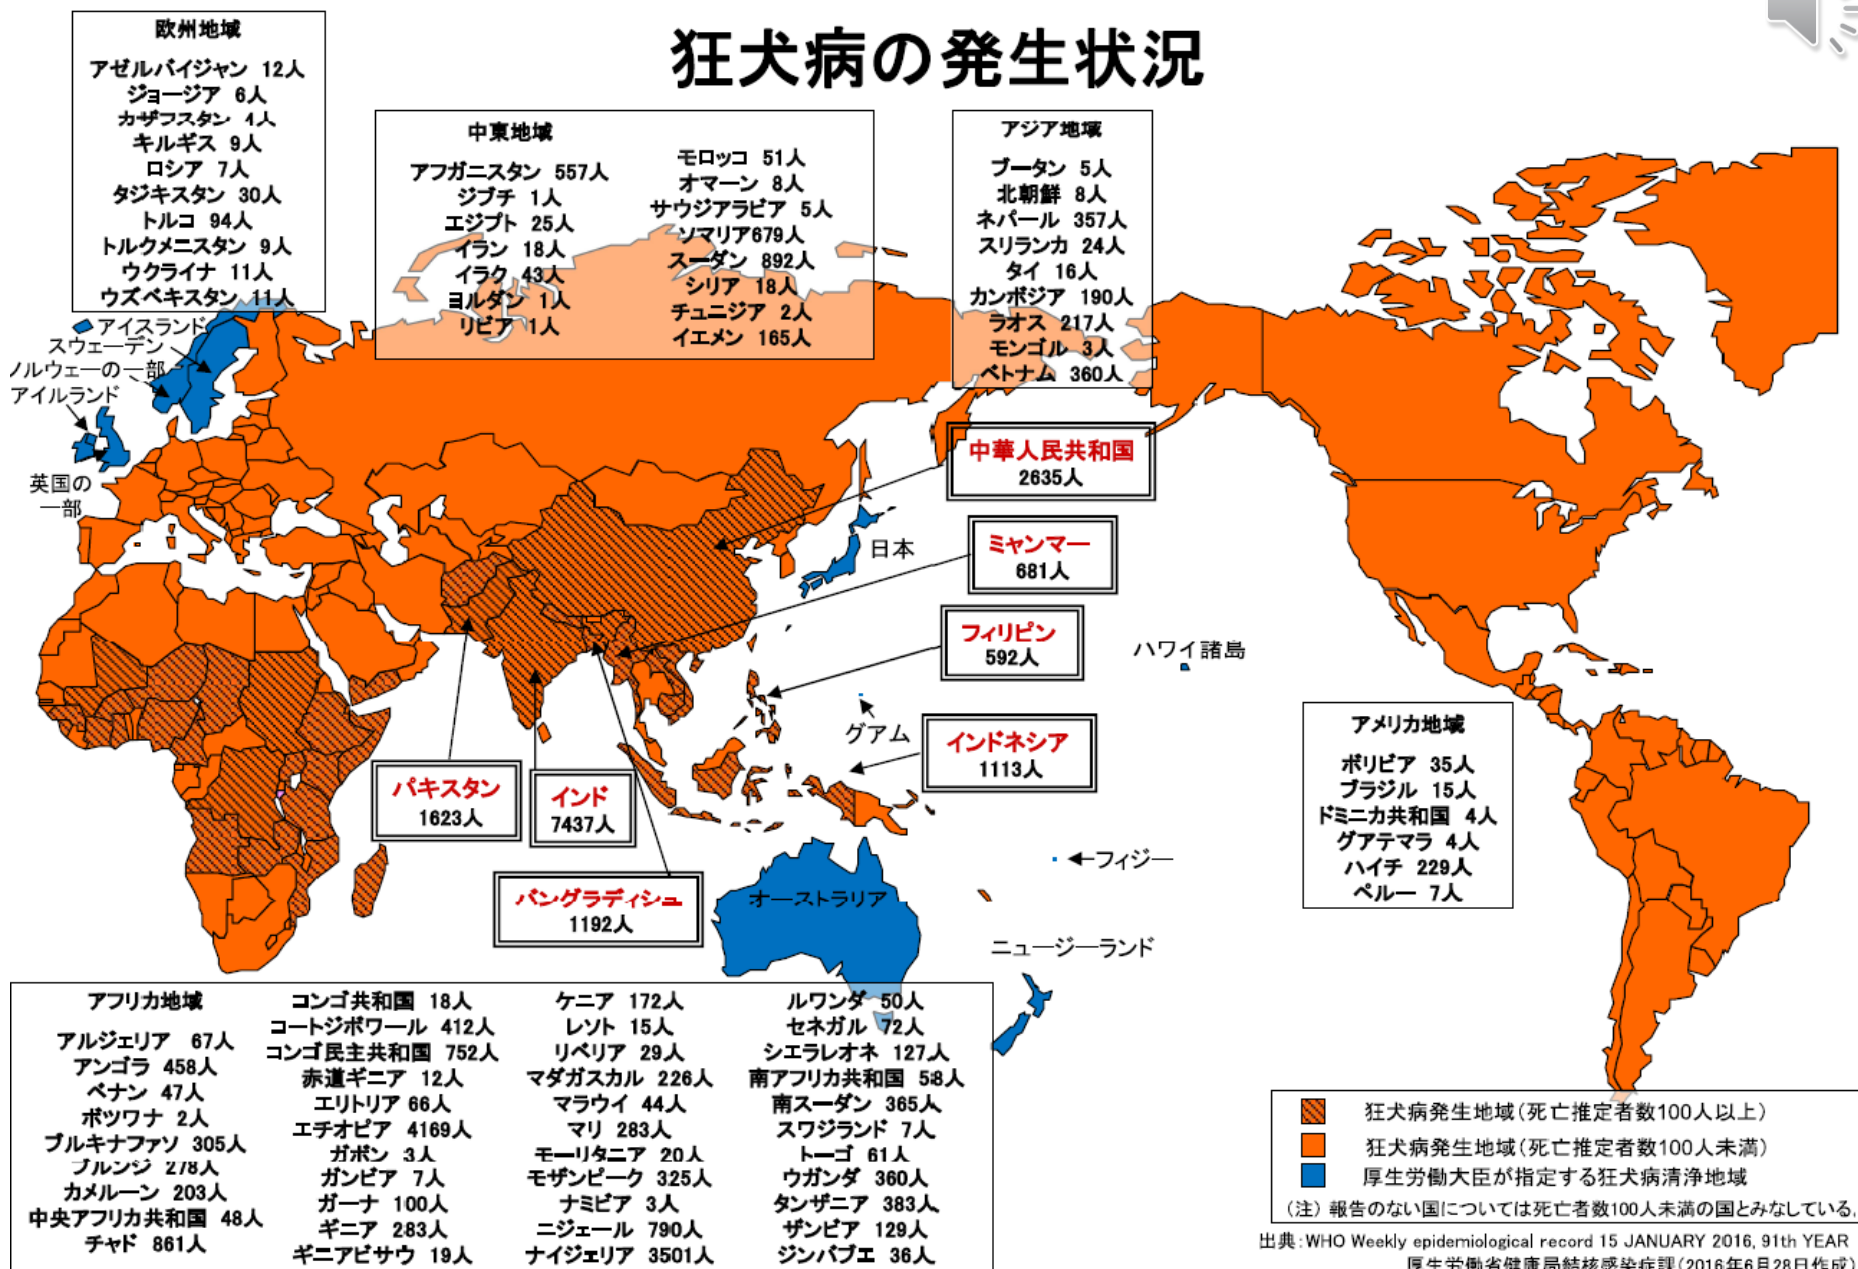 狂犬病の発生状況
欧州地域
アゼルバイジャン 12人
ジョージア 6人
カザフスタン 4人
キルギス 9人
ロシア 7人
タジキスタン 30人
トルコ 94人
トルクメニスタン 9人
ウクライナ 11人
ウズベキスタン 11人
中東地域
アフガニスタン 557人
ジブチ 1人
エジプト 25人
イラン 18人
イラク 43人
ヨルダン 1人
リビア 1人
モロッコ 51人
オマーン 8人
サウジアラビア 5人
ソマリア679人
スーダン 892人
シリア 18人
チュニジア 2人
イエメン 165人
アジア地域
ブータン 5人
北朝鮮 8人
ネパール 357人
スリランカ 24人
タイ 16人
カンボジア 190人
ラオス 217人
モンゴル 3人
ベトナム 360人
アイスランド
スウェーデン
ノルウェーの一部
アイルランド
英国の
一部
中華人民共和国
2635人
ミャンマー
681人
日本
フィリピン
592人
ハワイ諸島
グアム
インドネシア
1113人
パキスタン
1623人
インド
7437人
バングラディシュ
1192人
オーストラリア
フィジー
ニュージーランド
アメリカ地域
ボリビア 35人
ブラジル 15人
ドミニカ共和国 4人
グアテマラ 4人
ハイチ 229人
ペルー 7人
アフリカ地域
アルジェリア 67人
アンゴラ 458人
ベナン 47人
ボツワナ 2人
ブルキナファソ 305人
ブルンジ 278人
カメルーン 203人
中央アフリカ共和国 48人
チャド 861人
コンゴ共和国 18人
コートジボワール 412人
コンゴ民主共和国 752人
赤道ギニア 12人
エリトリア 66人
エチオピア 4169人
ガボン 3人
ガンビア 7人
ガーナ 100人
ギニア 283人
ギニアビサウ 19人
ケニア 172人
レソト 15人
リベリア 29人
マダガスカル 226人
マラウイ 44人
マリ 283人
モーリタニア 20人
モザンビーク 325人
ナミビア 3人
ニジェール 790人
ナイジェリア 3501人
ルワンダ 50人
セネガル 72人
シエラレオネ 127人
南アフリカ共和国 58人
南スーダン 365人
スワジランド 7人
トーゴ 61人
ウガンダ 360人
タンザニア 383人
ザンビア 129人
ジンバブエ 36人
狂犬病発生地域(死亡推定者数100人以上)
狂犬病発生地域(死亡推定者数100人未満)
厚生労働大臣が指定する狂犬病清浄地域
(注) 報告のない国については死亡者数100人未満の国とみなしている。
出典:WHO Weekly epidemiological record 15 JANUARY 2016, 91th YEAR
厚生労働省健康局結核感染症課(2016年6月28日作成)